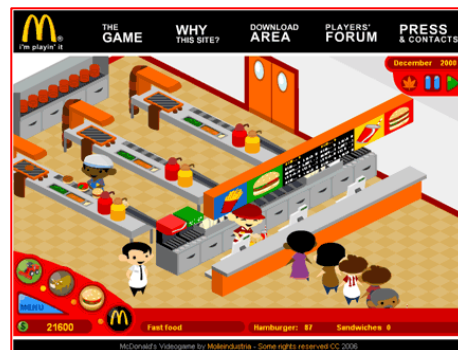 THE
GAME
WHY
THIS SITE?
DOWNLOAD
AREA
PLAYERS'
FORUM
PRESS
& CONTACTS
i'm playin' it
December 2000
MENU
21600
Fast food
Hamburger: 87
Sandwiches 0
McDonald's Videogame by Molleindustria - Some rights reserved CC 2006